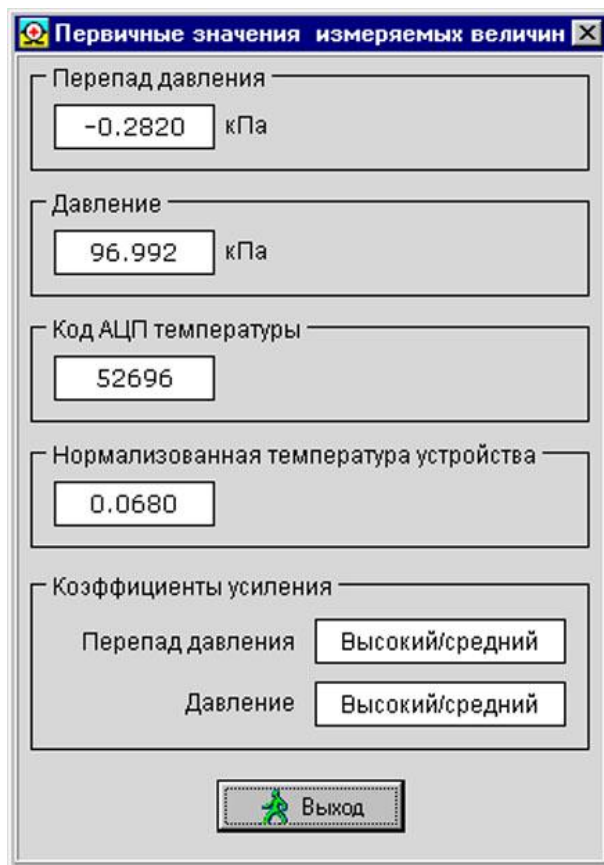 Первичные значения измеряемых величин
Перепад давления
-0.2820 кПа
Давление
96.992 кПа
Код АЦП температуры
52696
Нормализованная температура устройства
0.0680
Коэффициенты усиления
Перепад давления Высокий/средний
Давление Высокий/средний
Выход